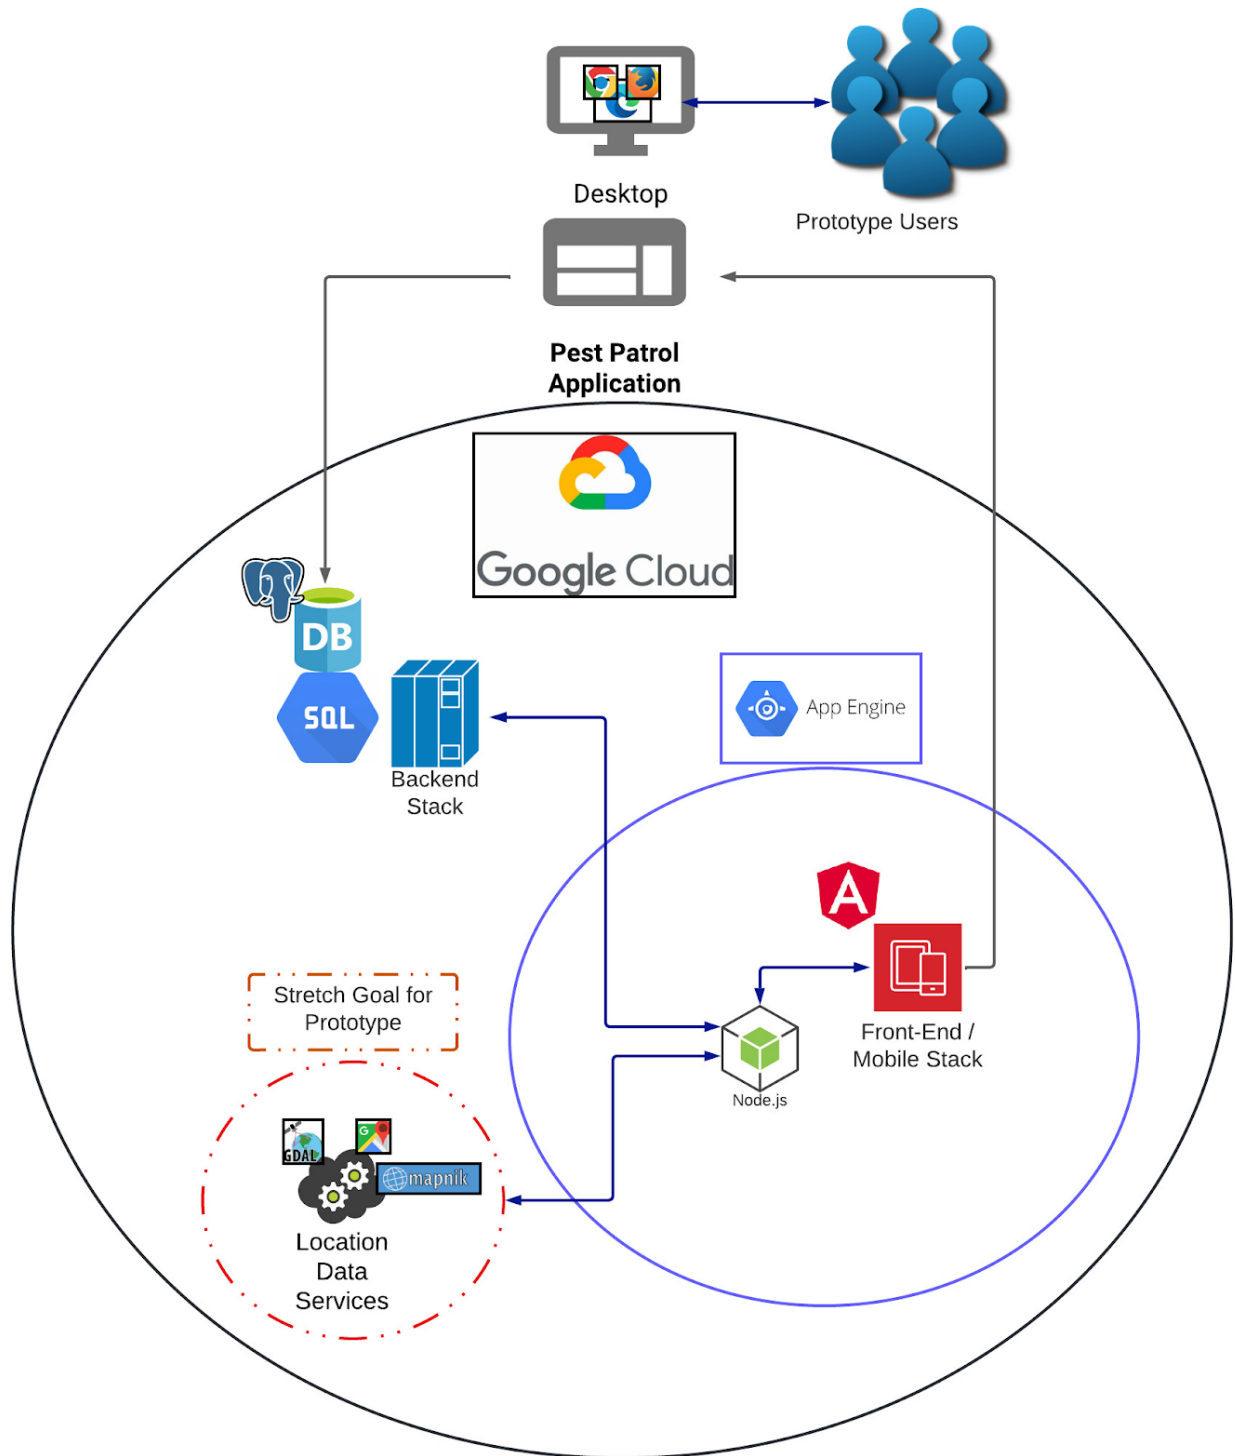 Desktop
Prototype Users
Pest Patrol
Application
Google Cloud
DB
SQL
Backend
Stack
App Engine
A
Stretch Goal for
Prototype
Front-End /
Mobile Stack
Node.js
G
GDAL
mapnik
Location
Data
Services